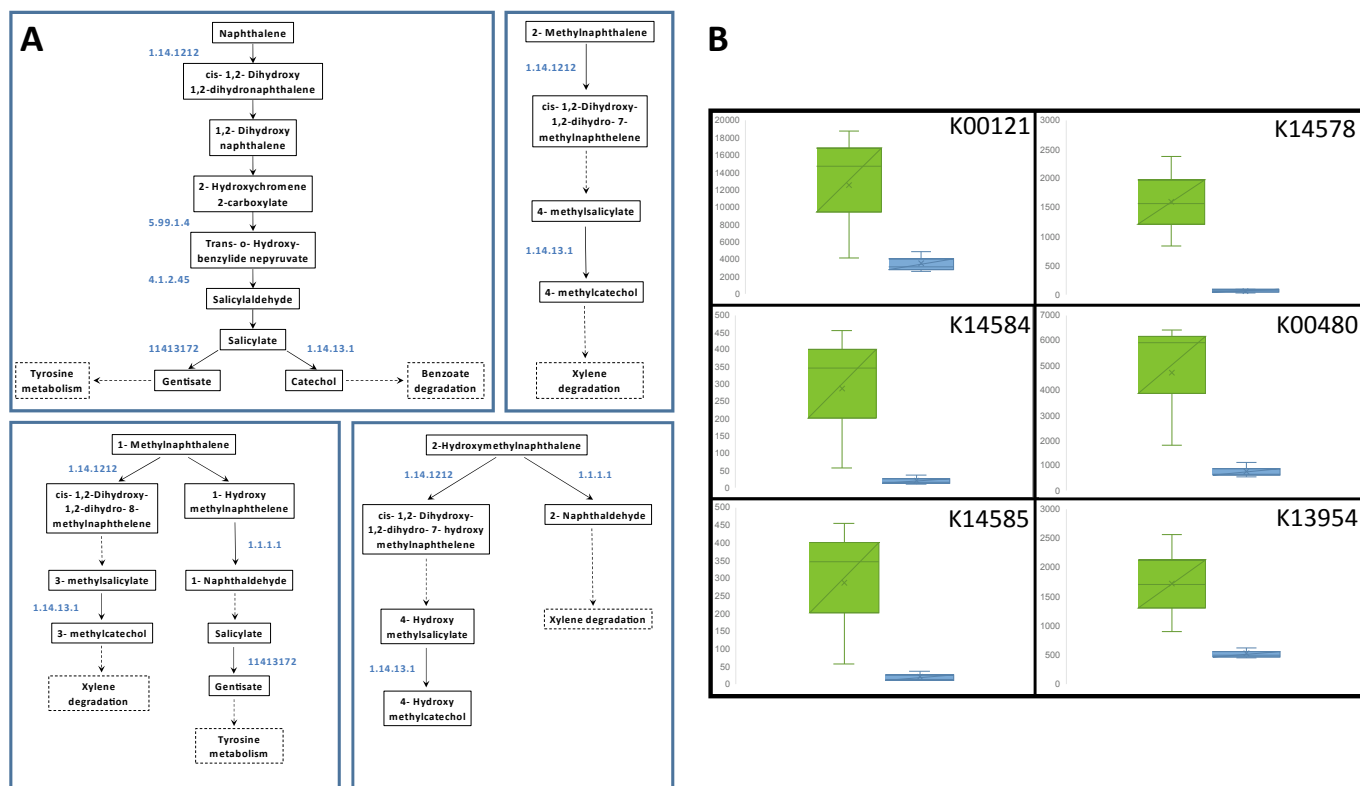 A
Naphthalene
1.14.1212
cis- 1,2- Dihydroxy
1,2-dihydronaphthalene
1,2- Dihydroxy
naphthalene
2- Hydroxychromene
2-carboxylate
5.99.1.4
Trans- o- Hydroxy-
benzylide nepyruvate
4.1.2.45
Salicylaldehyde
Salicylate
11413172
1.14.13.1
Tyrosine
metabolism
Gentisate
Catechol
Benzoate
degradation
2- Methylnaphthalene
1.14.1212
cis- 1,2-Dihydroxy-
1,2-dihydro- 7-
methylnaphthelene
4- methylsalicylate
1.14.13.1
4- methylcatechol
Xylene
degradation
1- Methylnaphthalene
1.14.1212
cis- 1,2-Dihydroxy-
1,2-dihydro- 8-
methylnaphthelene
3- methylsalicylate
1.14.13.1
3- methylcatechol
Xylene
degradation
1- Hydroxy
methylnaphthelene
1.1.1.1
1- Naphthaldehyde
Salicylate
11413172
Gentisate
Tyrosine
metabolism
2-Hydroxymethylnaphthalene
1.14.1212
1.1.1.1
cis- 1,2- Dihydroxy-
1,2-dihydro- 7- hydroxy
methylnaphthelene
4- Hydroxy
methylsalicylate
1.14.13.1
4- Hydroxy
methylcatechol
2- Naphthaldehyde
Xylene degradation
B
K00121
20000
18000
16000
14000
12000
10000
8000
6000
4000
2000
0
K14578
3000
2500
2000
1500
1000
500
0
K14584
500
450
400
350
300
250
200
150
100
50
0
K00480
7000
6000
5000
4000
3000
2000
1000
0
K14585
500
450
400
350
300
250
200
150
100
50
0
K13954
3000
2500
2000
1500
1000
500
0